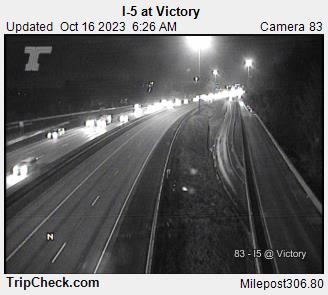 I-5 at Victory
Updated Oct 16 2023 6:26 AM Camera 83
T
N
83 - I5 @ Victory
TripCheck.com Milepost306.80